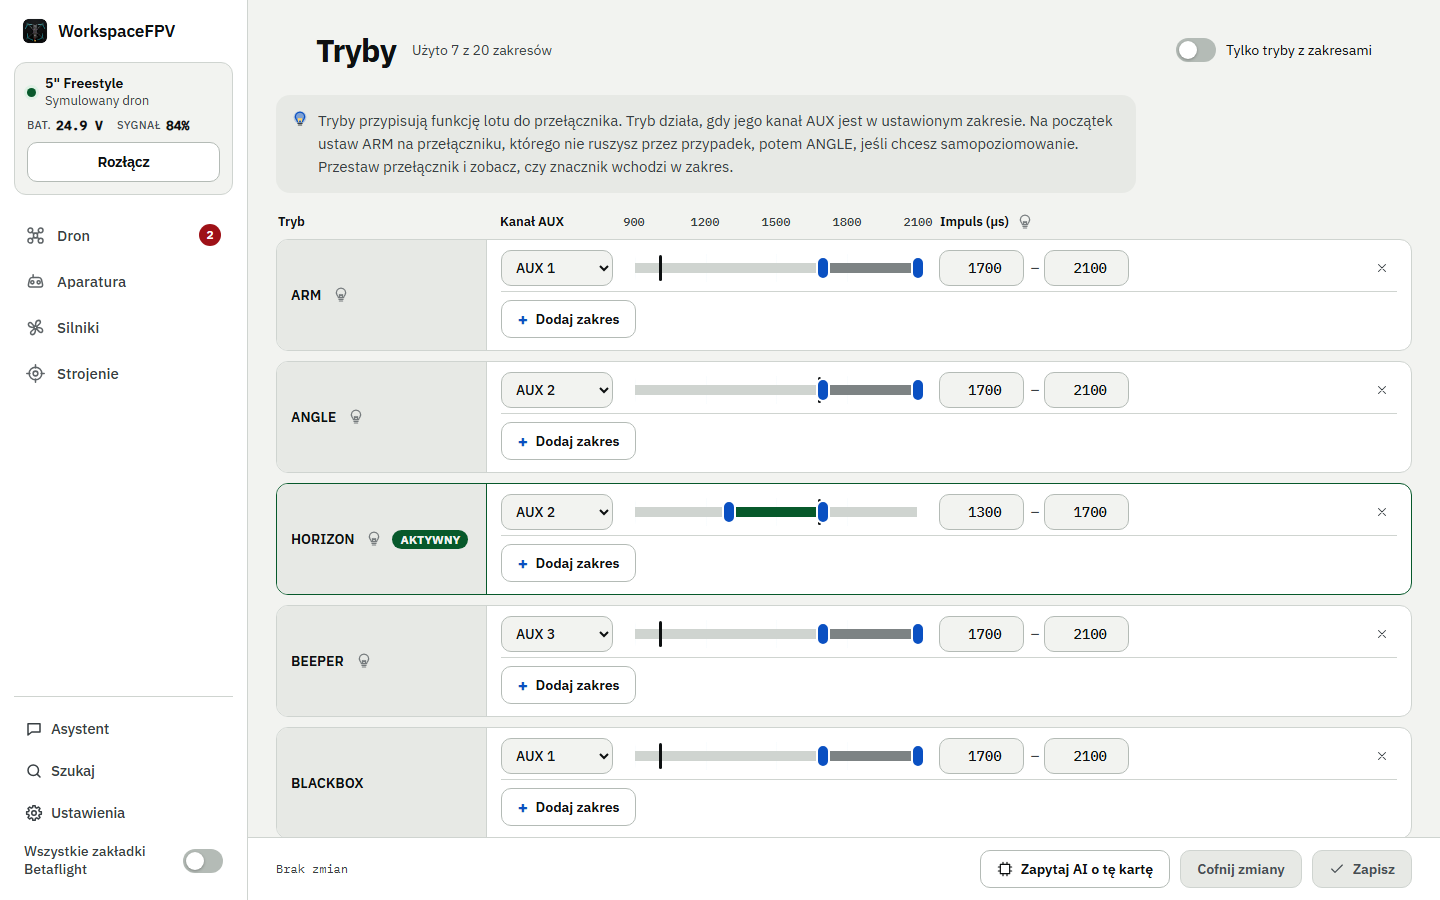 WorkspaceFPV
5" Freestyle
Symulowany dron
BAT. 24.9 V SYGNAŁ 84%
Rozłącz
Dron 2
Aparatura
Silniki
Strojenie
Asystent
Szukaj
Ustawienia
Wszystkie zakładki
Betaflight
Tryby Użyto 7 z 20 zakresów Tylko tryby z zakresami
Tryby przypisują funkcję lotu do przełącznika. Tryb działa, gdy jego kanał AUX jest w ustawionym zakresie. Na początek
ustaw ARM na przełączniku, którego nie ruszysz przez przypadek, potem ANGLE, jeśli chcesz samopoziomowanie.
Przestaw przełącznik i zobacz, czy znacznik wchodzi w zakres.
Tryb Kanał AUX 900 1200 1500 1800 2100 Impuls (µs)
ARM
AUX 1 1700 – 2100 ×
+ Dodaj zakres
ANGLE
AUX 2 1700 – 2100 ×
+ Dodaj zakres
HORIZON AKTYWNY
AUX 2 1300 – 1700 ×
+ Dodaj zakres
BEEPER
AUX 3 1700 – 2100 ×
+ Dodaj zakres
BLACKBOX
AUX 1 1700 – 2100 ×
+ Dodaj zakres
Brak zmian Zapytaj AI o tę kartę Cofnij zmiany Zapisz